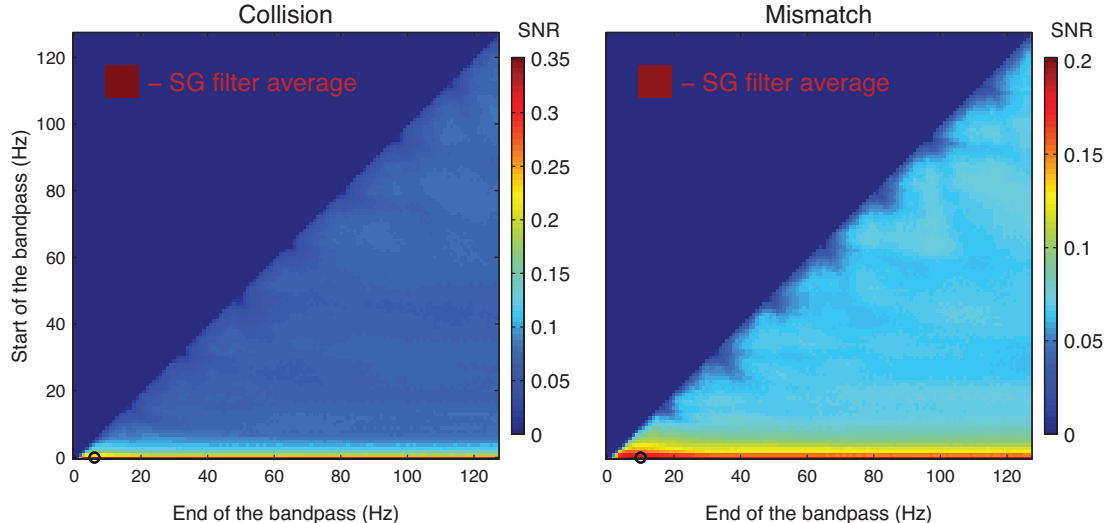 Collision
Mismatch
SNR
SNR
– SG filter average
– SG filter average
0.35
0.3
0.25
0.2
0.15
0.1
0.05
0
0.2
0.15
0.1
0.05
0
Start of the bandpass (Hz)
120
100
80
60
40
20
0
0 20 40 60 80 100 120
0 20 40 60 80 100 120
End of the bandpass (Hz)
End of the bandpass (Hz)